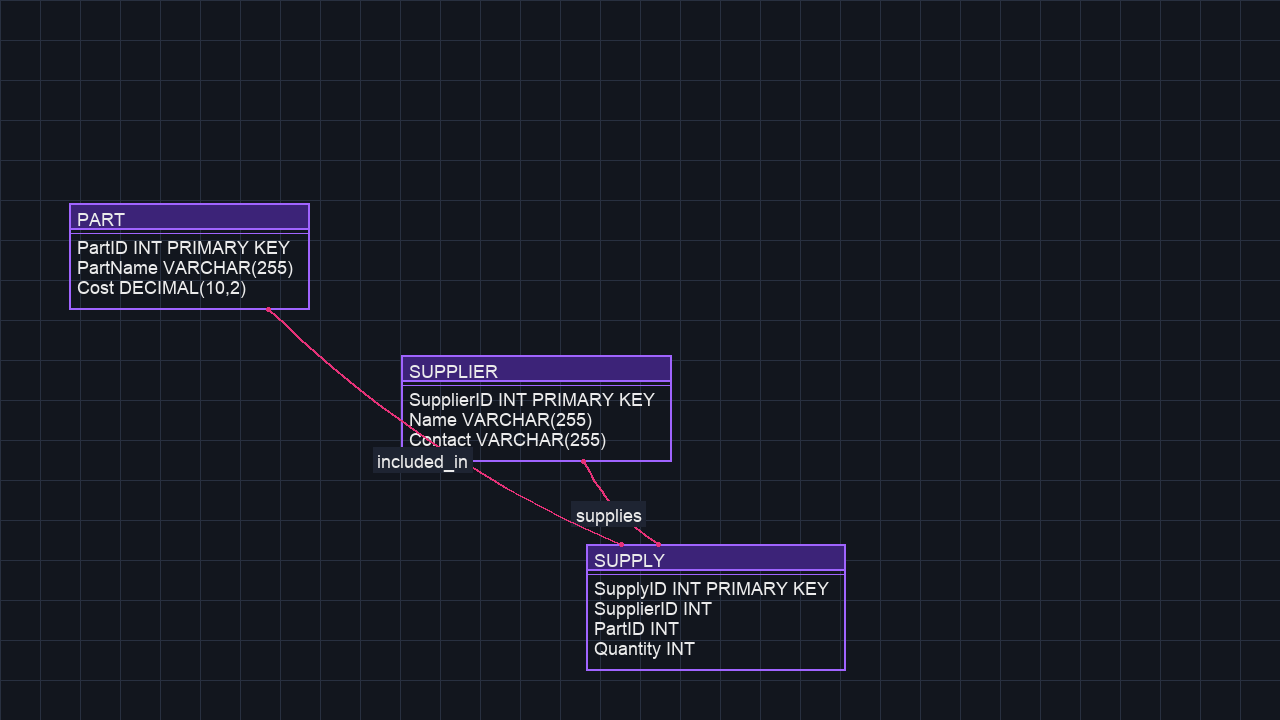 PART
PartID INT PRIMARY KEY
PartName VARCHAR(255)
Cost DECIMAL(10,2)
SUPPLIER
SupplierID INT PRIMARY KEY
Name VARCHAR(255)
Contact VARCHAR(255)
included_in
supplies
SUPPLY
SupplyID INT PRIMARY KEY
SupplierID INT
PartID INT
Quantity INT